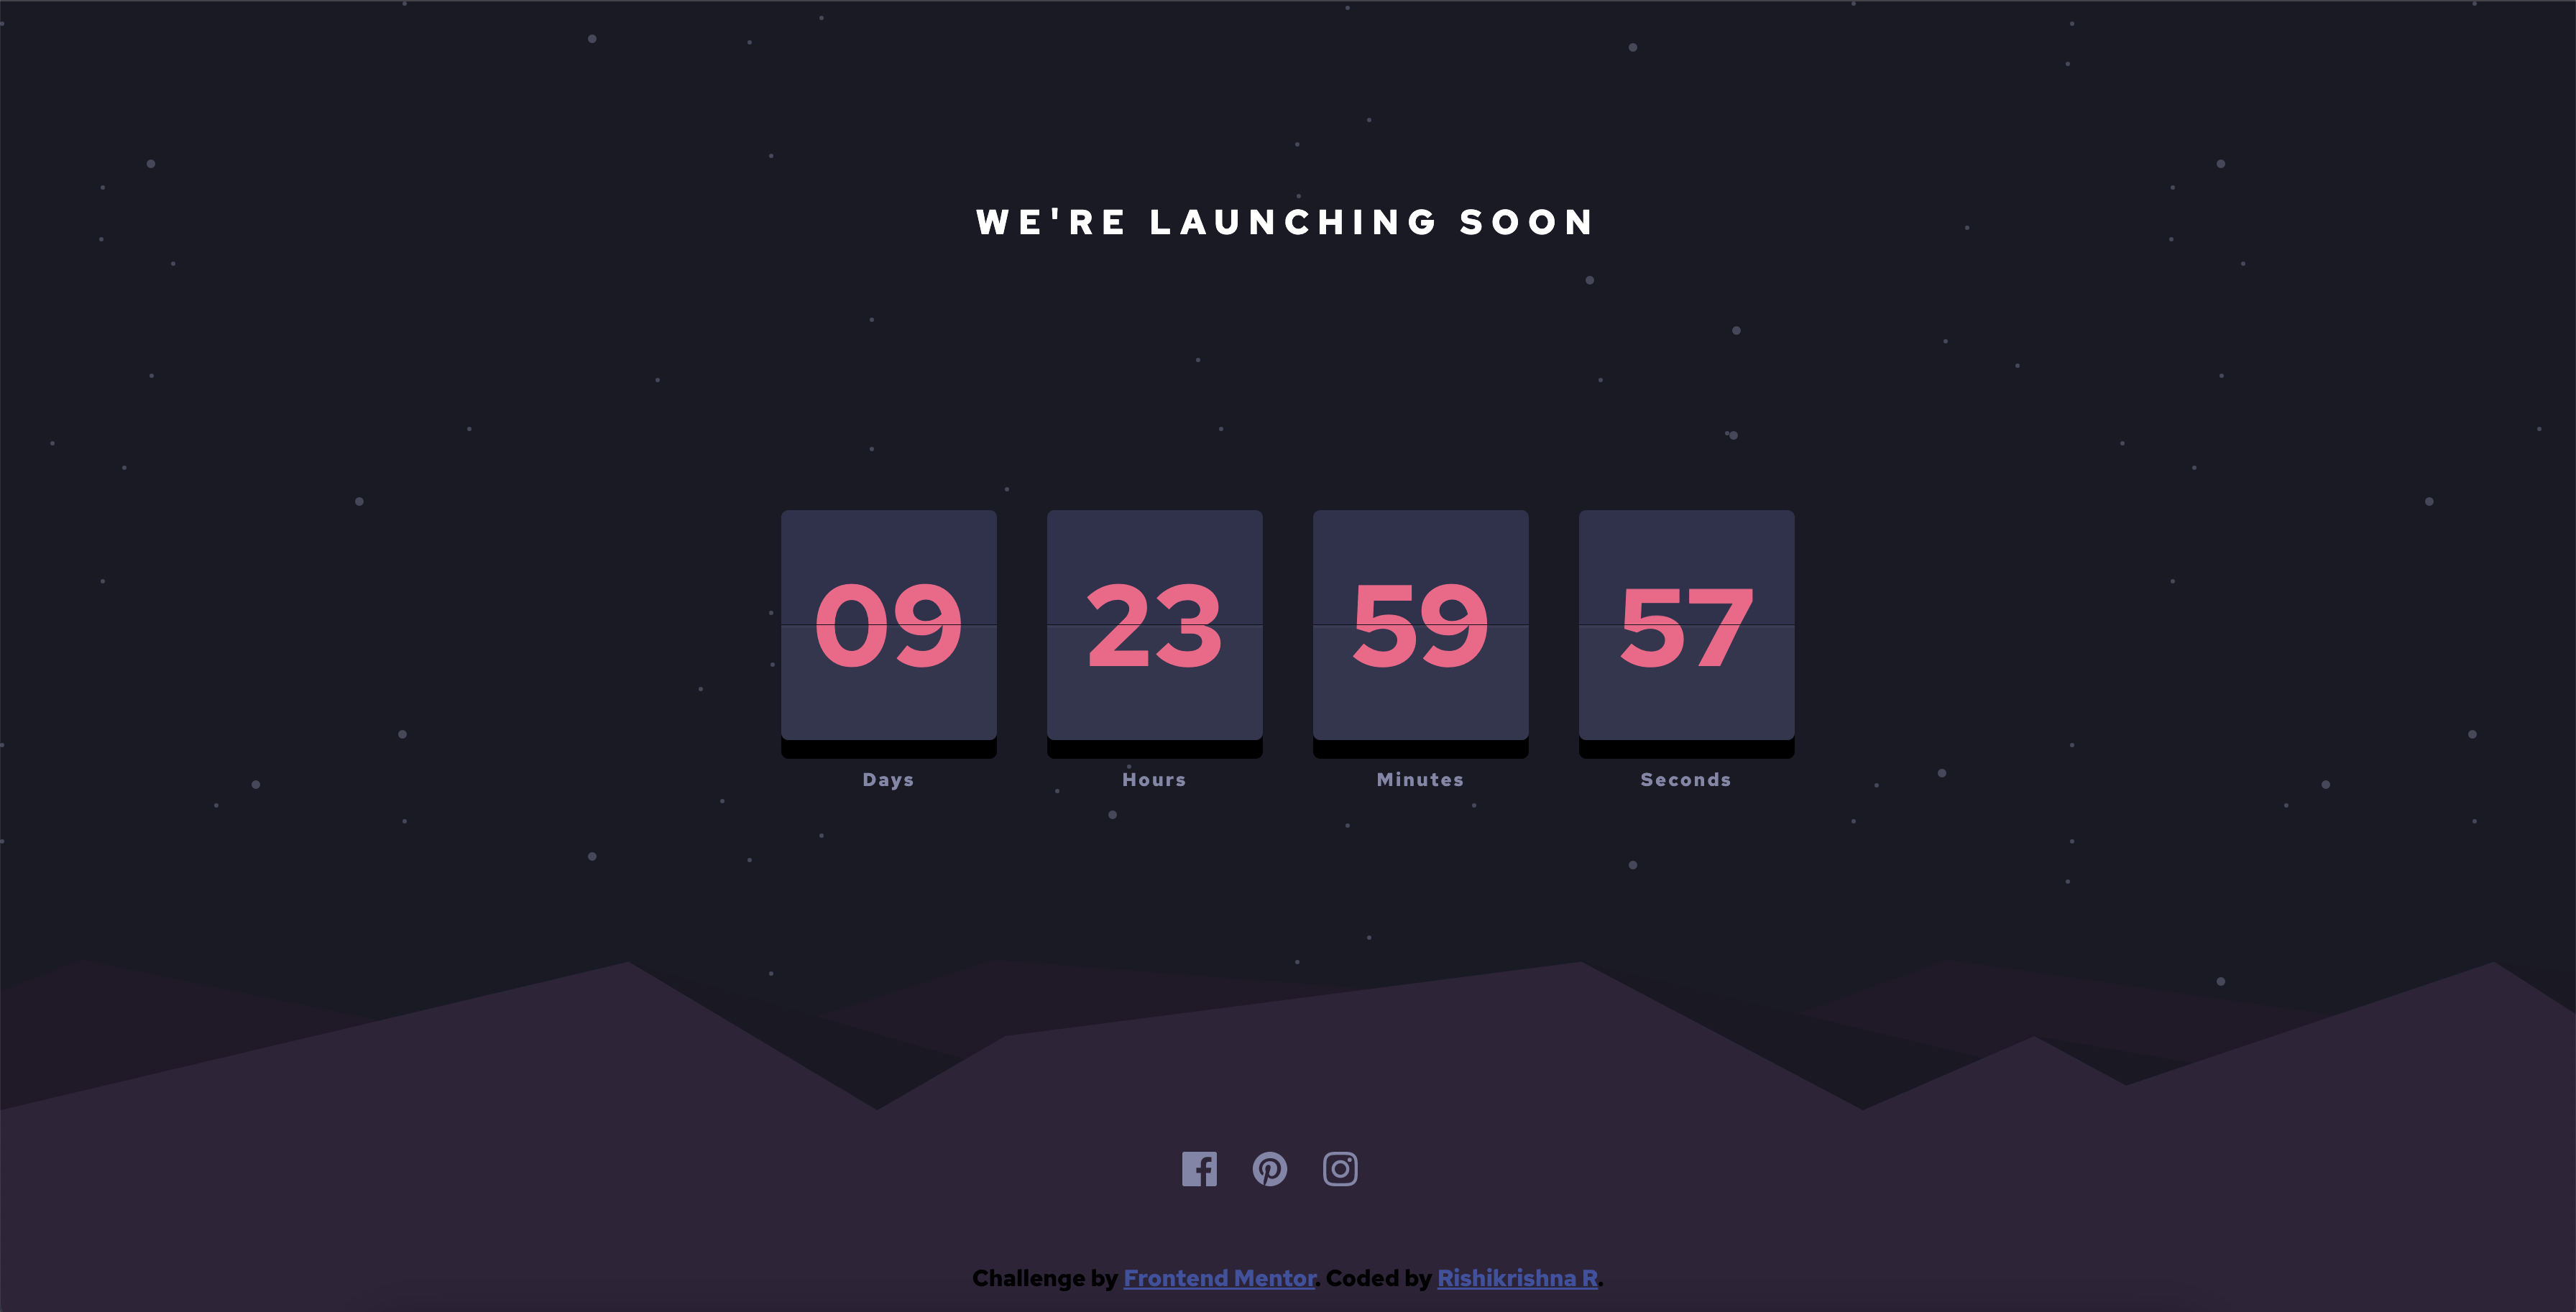 WE'RE LAUNCHING SOON
09 23 59 57
Days Hours Minutes Seconds
Challenge by Frontend Mentor. Coded by Rishikrishna R.